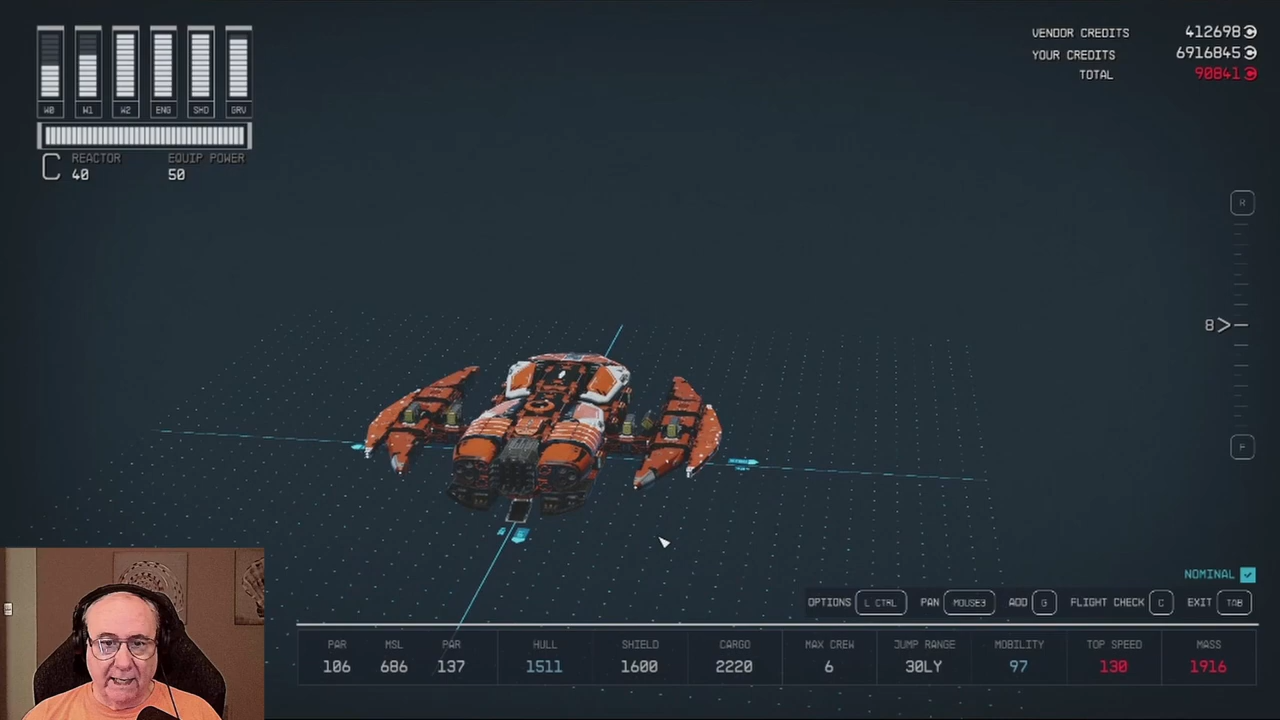 W0 W1 W2 ENG SHD GRV
C REACTOR EQUIP POWER
40 50
VENDOR CREDITS 412698
YOUR CREDITS 6916845
TOTAL 90841
R
8
F
NOMINAL
OPTIONS L CTRL PAN MOUSE3 ADD G FLIGHT CHECK C EXIT TAB
PAR MSL PAR HULL SHIELD CARGO MAX CREW JUMP RANGE MOBILITY TOP SPEED MASS
106 686 137 1511 1600 2220 6 30LY 97 130 1916